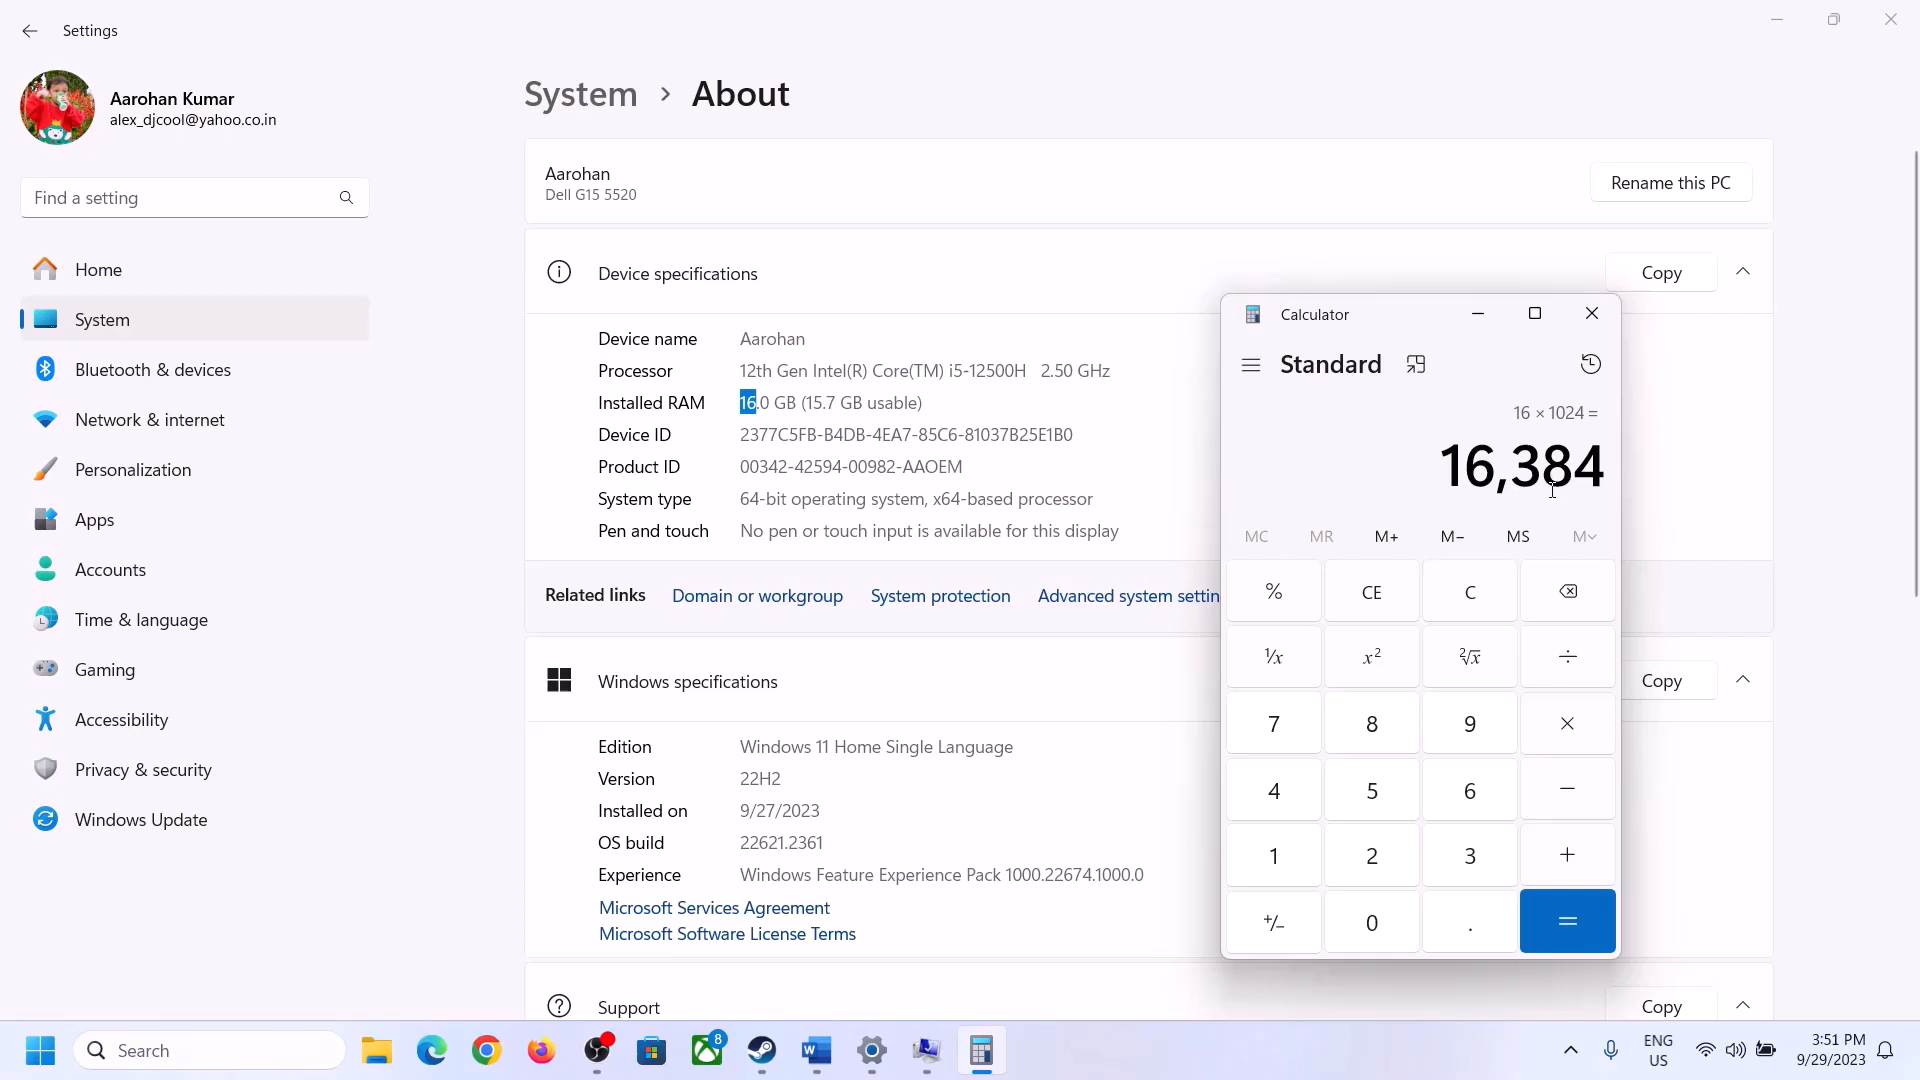 Settings
Aarohan Kumar
alex_djcool@yahoo.co.in
Find a setting
Home
System
Bluetooth & devices
Network & internet
Personalization
Apps
Accounts
Time & language
Gaming
Accessibility
Privacy & security
Windows Update
System > About
Aarohan
Dell G15 5520
Rename this PC
Device specifications
Copy
Device name Aarohan
Processor 12th Gen Intel(R) Core(TM) i5-12500H 2.50 GHz
Installed RAM 16.0 GB (15.7 GB usable)
Device ID 2377C5FB-B4DB-4EA7-85C6-81037B25E1B0
Product ID 00342-42594-00982-AAOEM
System type 64-bit operating system, x64-based processor
Pen and touch No pen or touch input is available for this display
Related links Domain or workgroup System protection Advanced system settin
Windows specifications
Copy
Edition Windows 11 Home Single Language
Version 22H2
Installed on 9/27/2023
OS build 22621.2361
Experience Windows Feature Experience Pack 1000.22674.1000.0
Microsoft Services Agreement
Microsoft Software License Terms
Support
Copy
Calculator
Standard
16 × 1024 =
16,384
MC MR M+ M− MS M
% CE C
¹/x x² ²√x ÷
7 8 9 ×
4 5 6 −
1 2 3 +
+/− 0 . =
Search
8
ENG
US
3:51 PM
9/29/2023